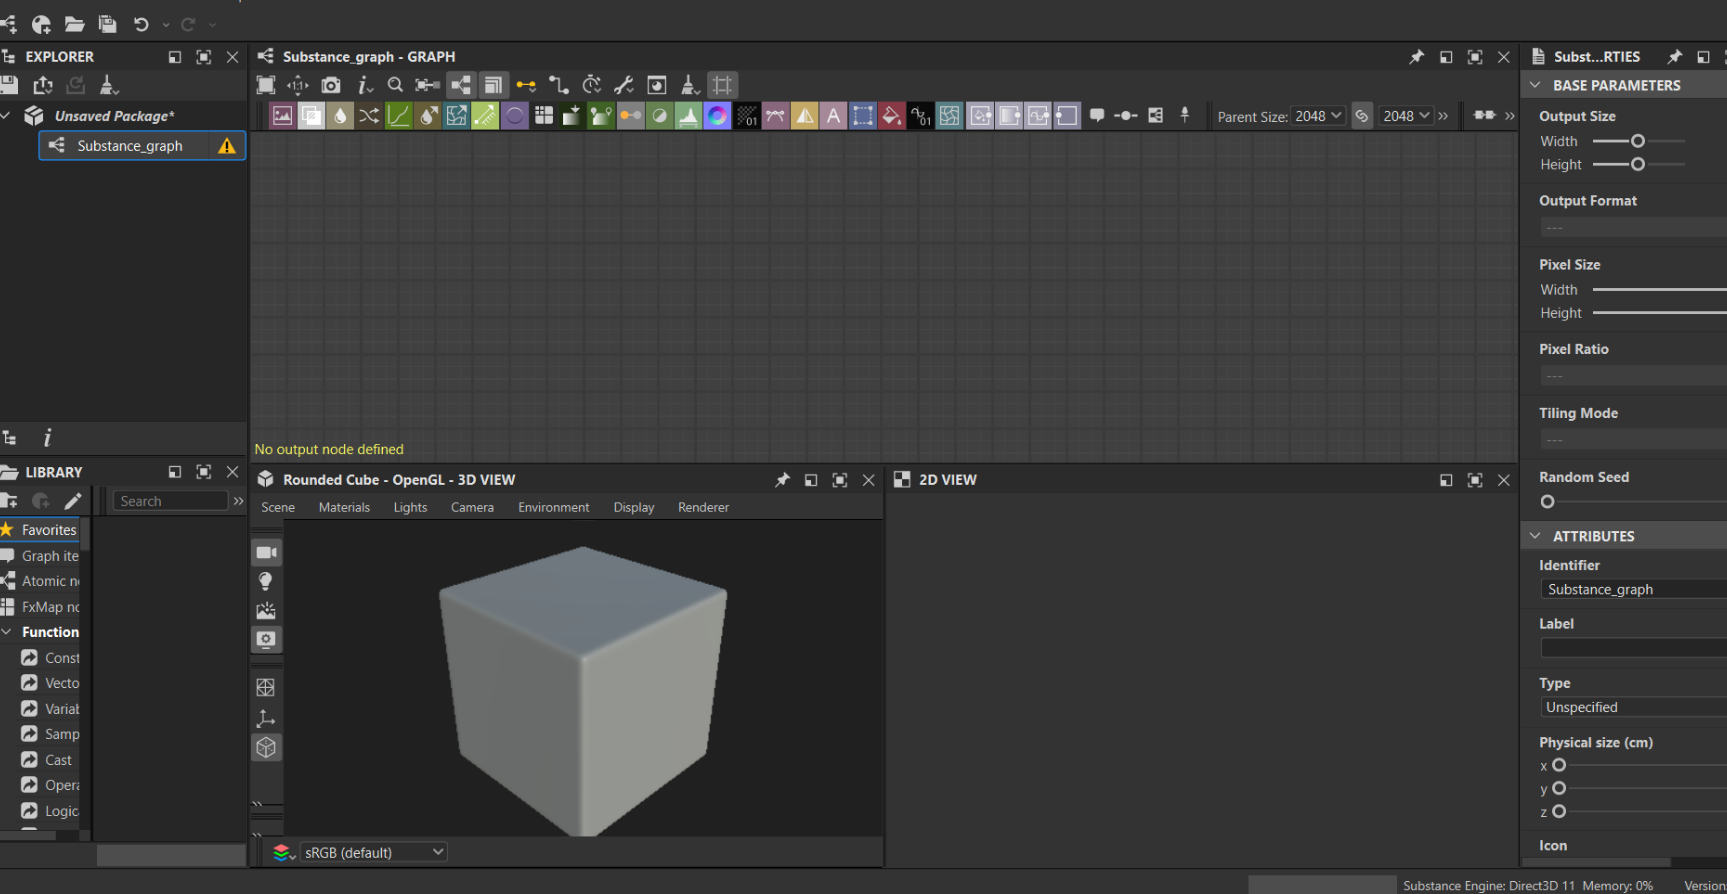 EXPLORER
Unsaved Package*
Substance_graph
Substance_graph - GRAPH
Parent Size: 2048 2048
No output node defined
LIBRARY
Search
Favorites
Graph ite
Atomic n
FxMap no
Function
Const
Vecto
Variab
Samp
Cast
Opera
Logic
Rounded Cube - OpenGL - 3D VIEW
Scene Materials Lights Camera Environment Display Renderer
sRGB (default)
2D VIEW
Subst...RTIES
BASE PARAMETERS
Output Size
Width
Height
Output Format
---
Pixel Size
Width
Height
Pixel Ratio
---
Tiling Mode
---
Random Seed
ATTRIBUTES
Identifier
Substance_graph
Label
Type
Unspecified
Physical size (cm)
x
y
z
Icon
Substance Engine: Direct3D 11 Memory: 0% Version: